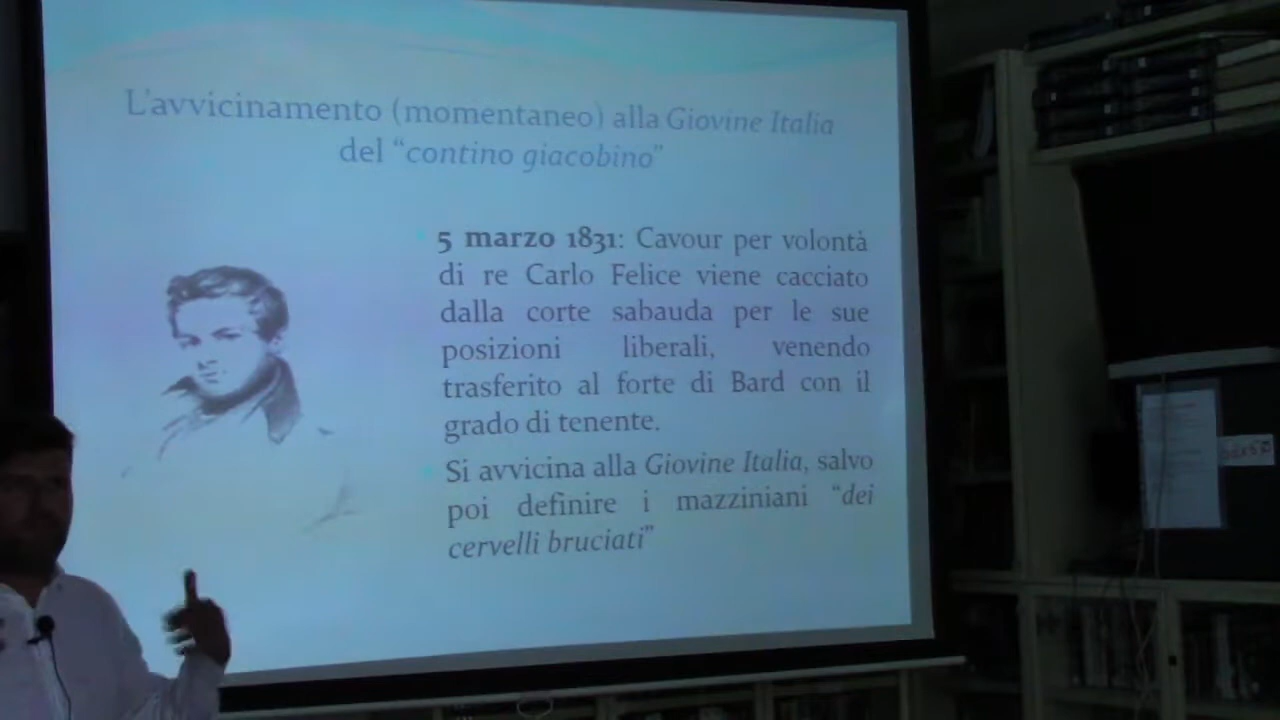 L'avvicinamento (momentaneo) alla Giovine Italia
del “contino giacobino”
5 marzo 1831: Cavour per volontà
di re Carlo Felice viene cacciato
dalla corte sabauda per le sue
posizioni liberali, venendo
trasferito al forte di Bard con il
grado di tenente.
Si avvicina alla Giovine Italia, salvo
poi definire i mazziniani “dei
cervelli bruciati”